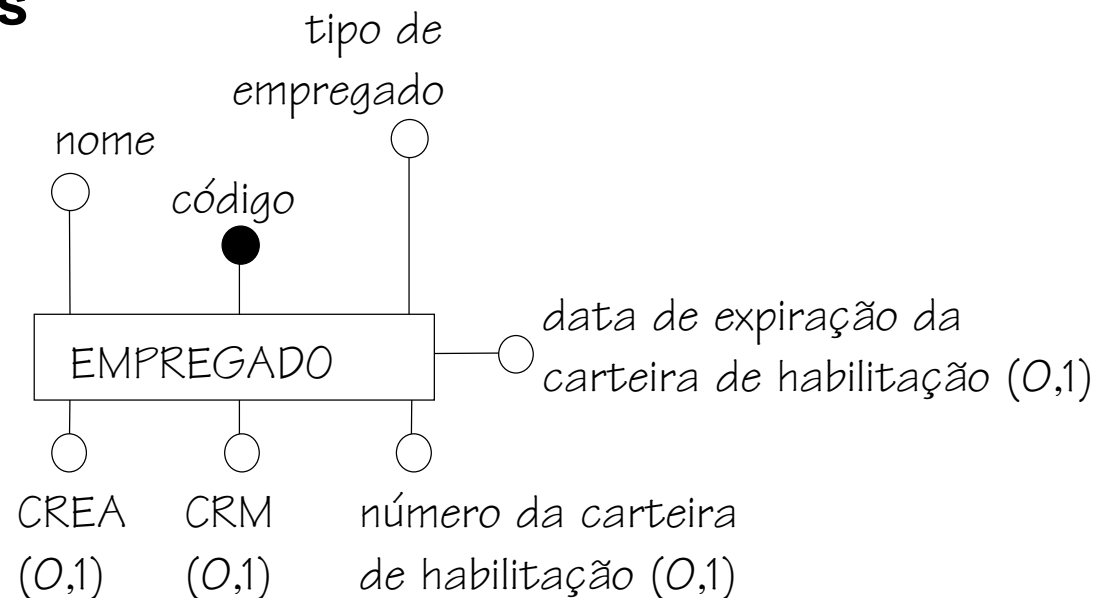 s
tipo de
empregado
nome
código
data de expiração da
carteira de habilitação (0,1)
EMPREGADO
CREA
(0,1)
CRM
(0,1)
número da carteira
de habilitação (0,1)